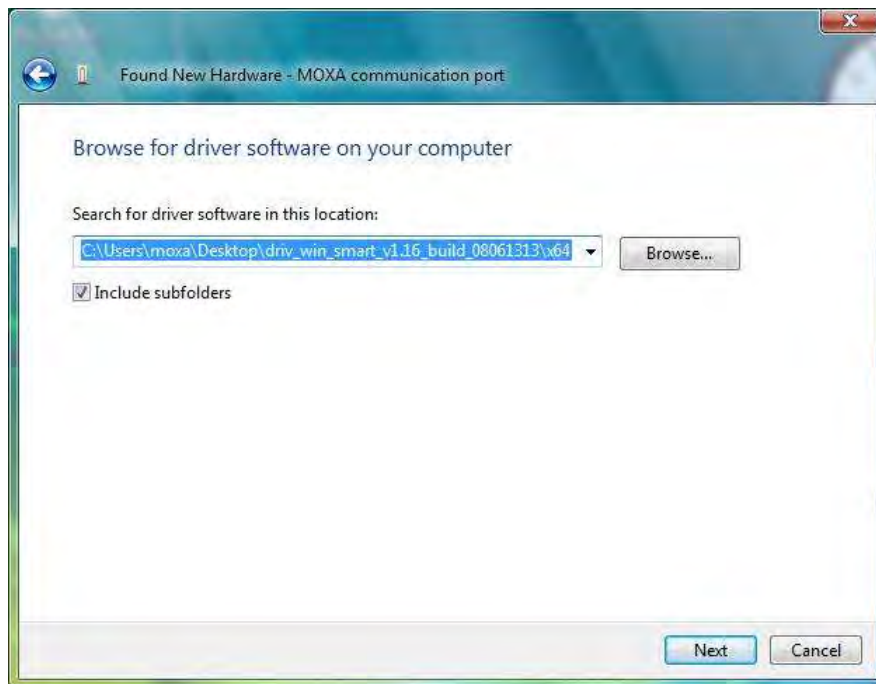 Found New Hardware - MOXA communication port
Browse for driver software on your computer
Search for driver software in this location:
C:\Users\moxa\Desktop\driv_win_smart_v1.16_build_08061313\x64
Browse...
Include subfolders
Next
Cancel